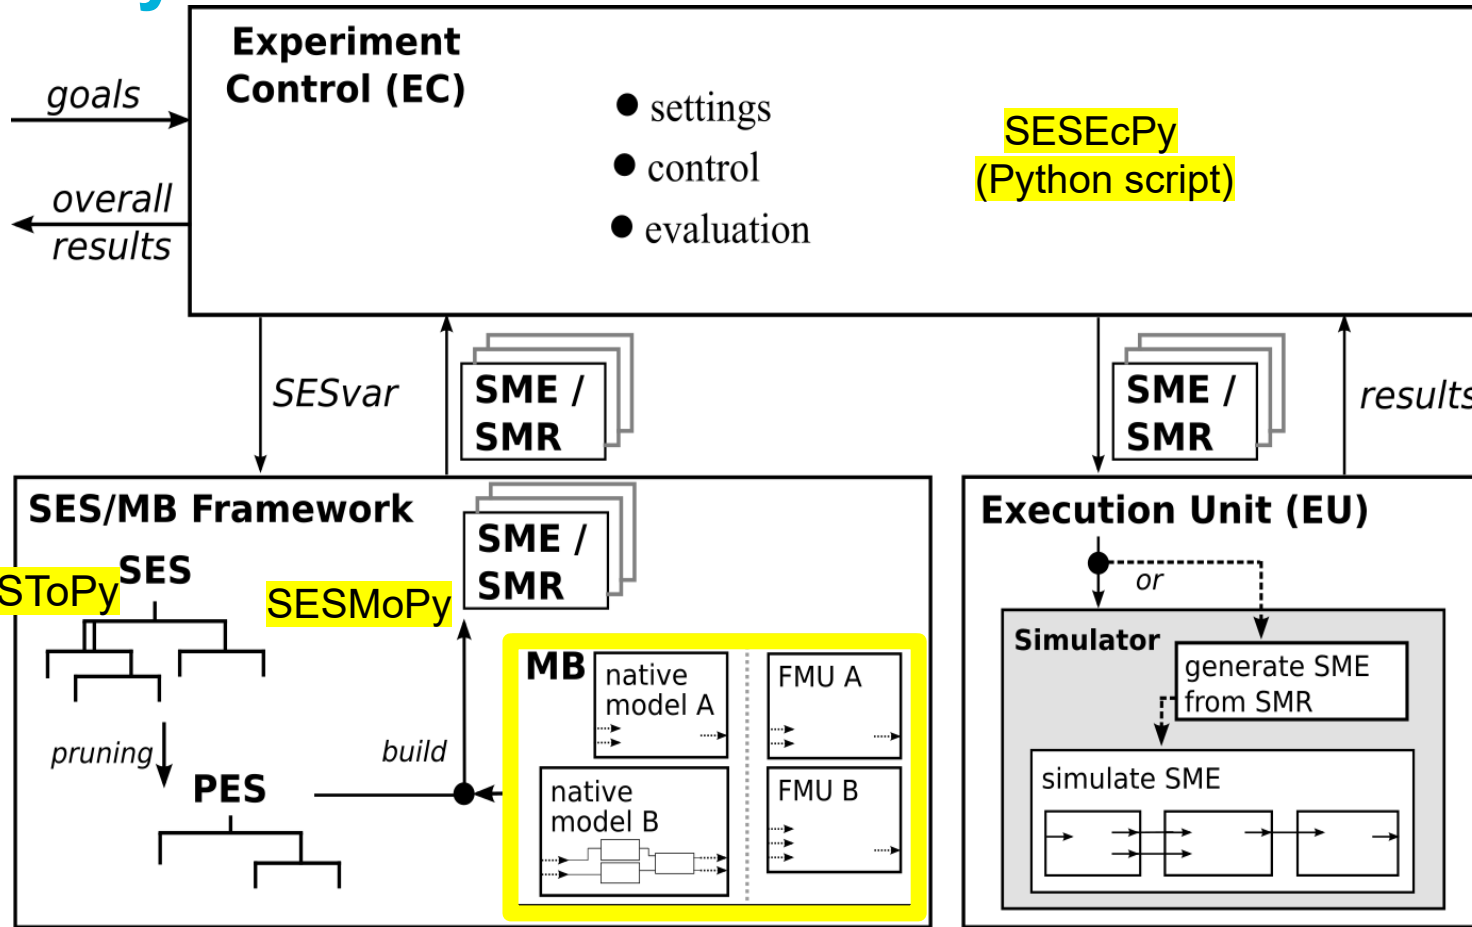 y
Experiment
Control (EC)
goals
overall
results
settings
control
evaluation
SESEcPy
(Python script)
SESvar
SME /
SMR
SME /
SMR
results
SES/MB Framework
SME /
SMR
SToPy
SES
SESMoPy
pruning
PES
build
MB
native
model A
FMU A
native
model B
FMU B
Execution Unit (EU)
or
Simulator
generate SME
from SMR
simulate SME